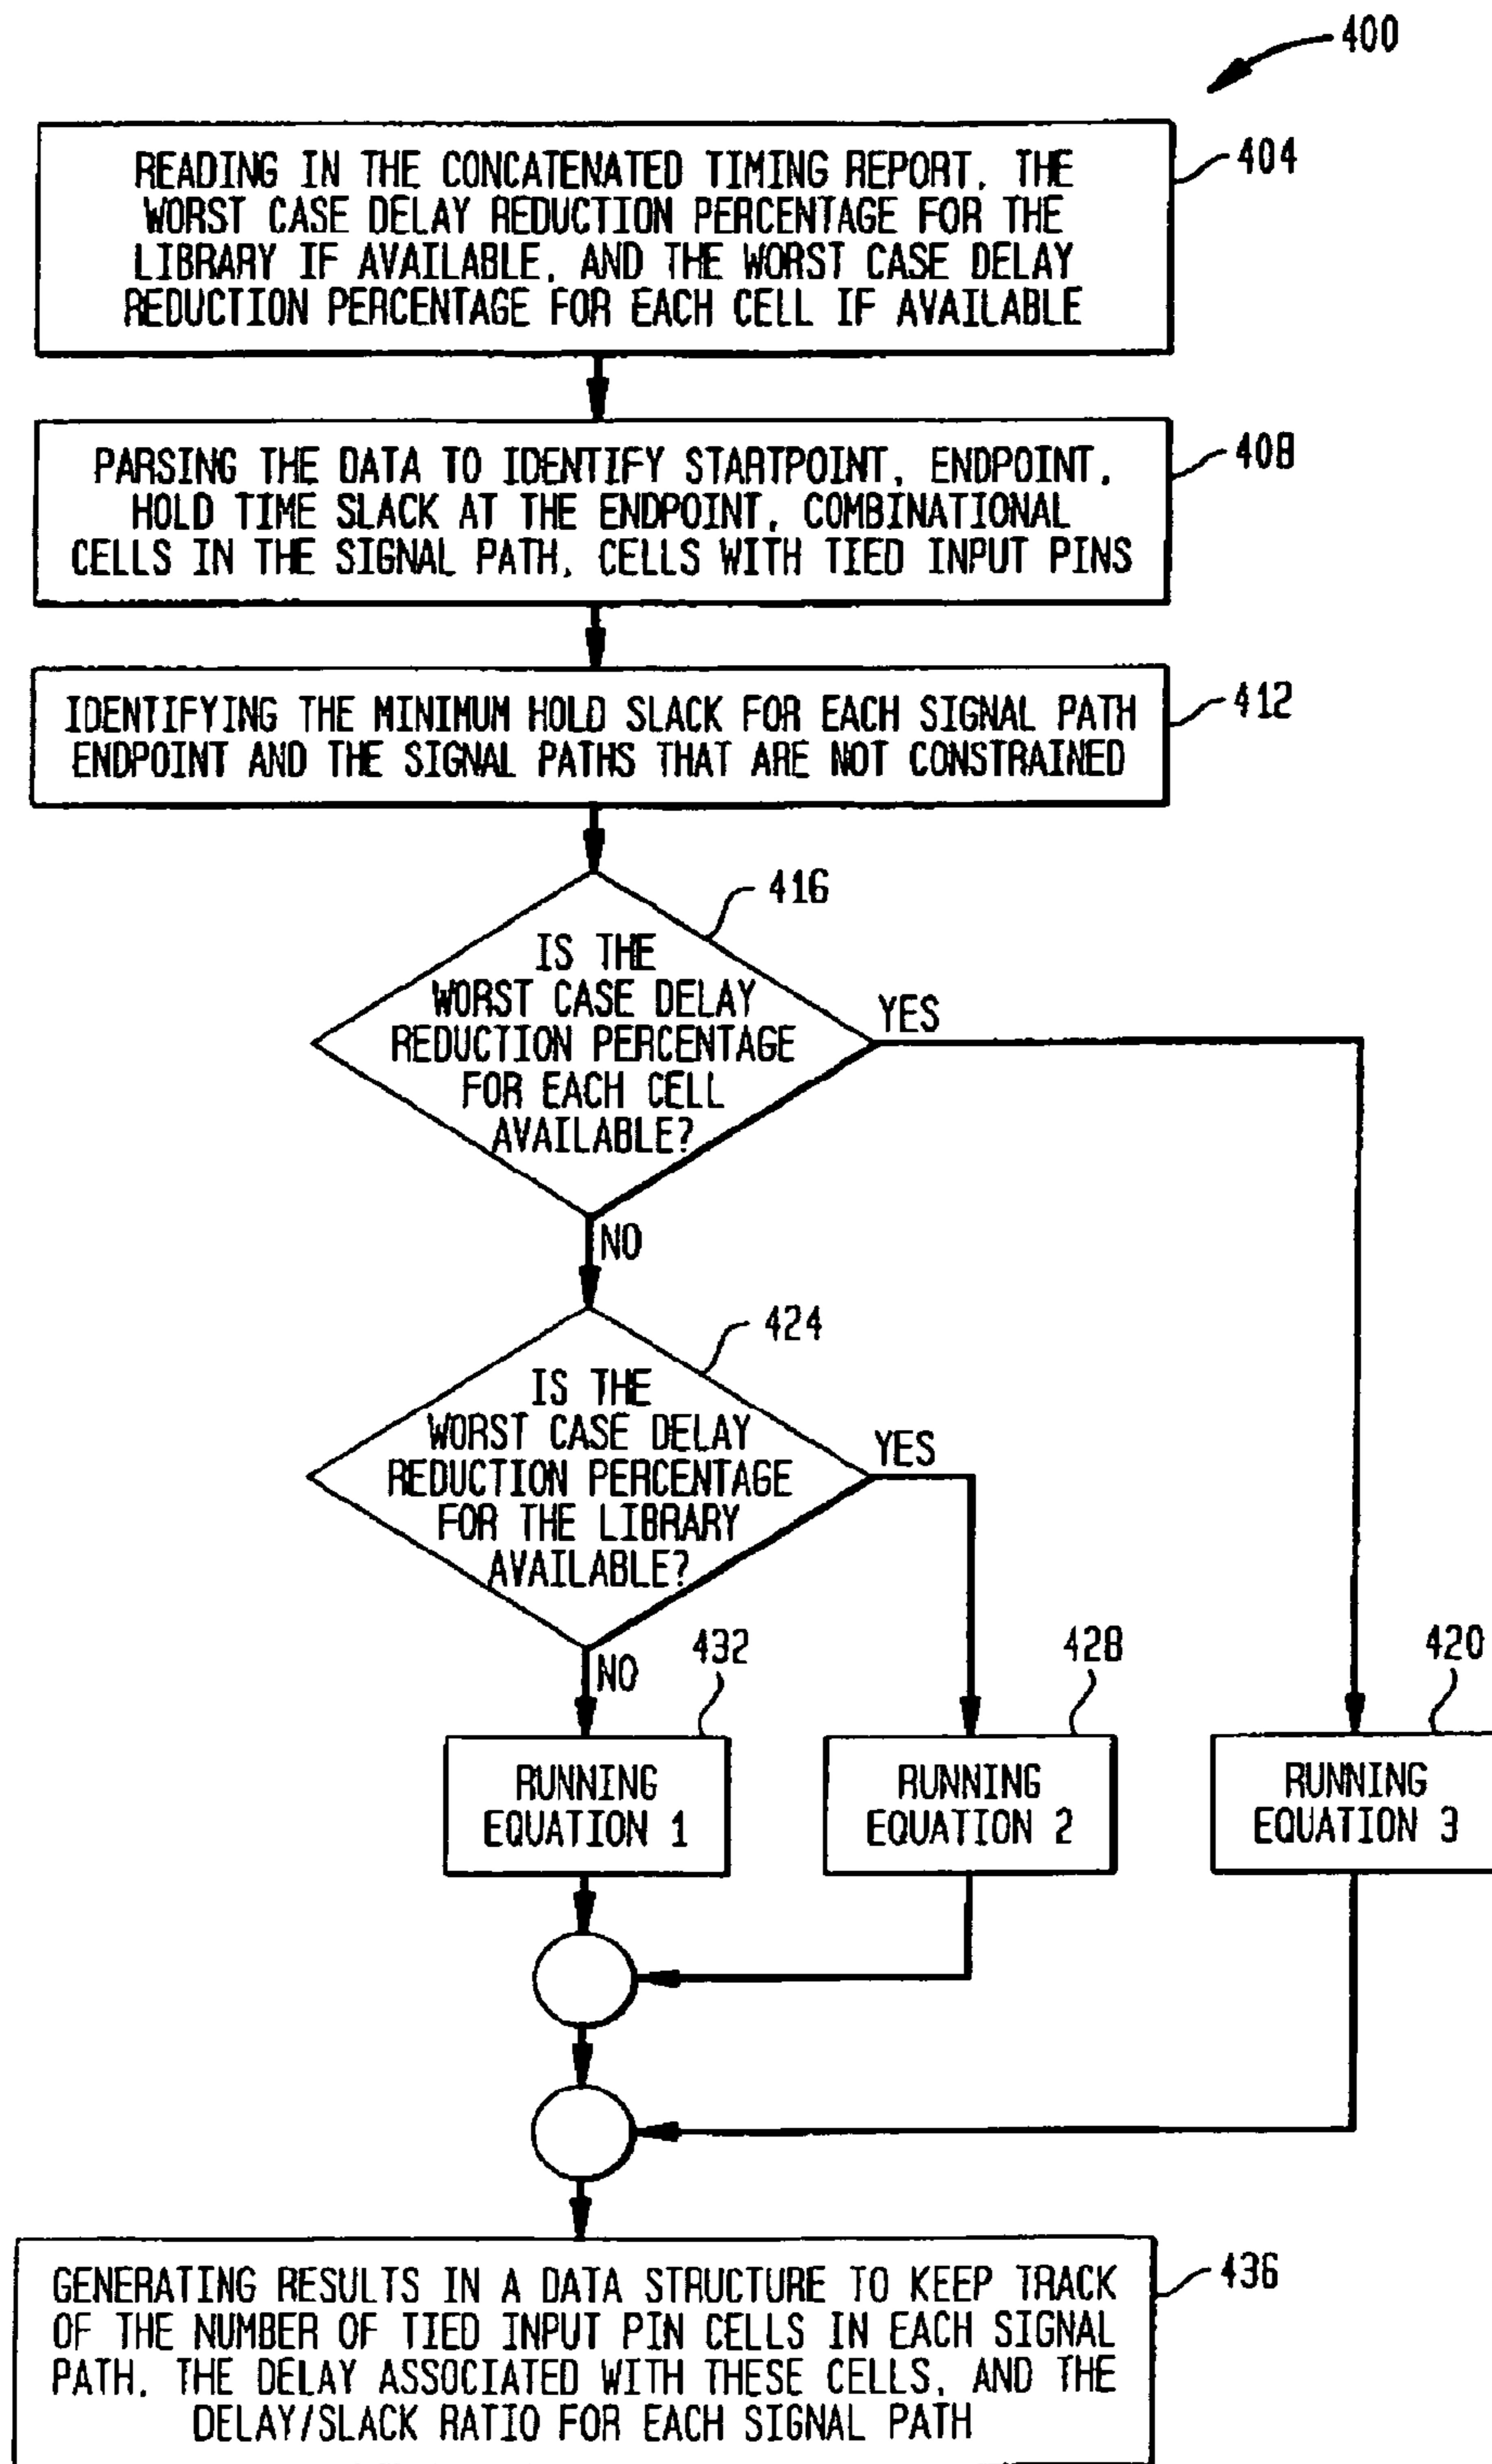 400
READING IN THE CONCATENATED TIMING REPORT, THE
WORST CASE DELAY REDUCTION PERCENTAGE FOR THE
LIBRARY IF AVAILABLE, AND THE WORST CASE DELAY
REDUCTION PERCENTAGE FOR EACH CELL IF AVAILABLE
404
PARSING THE DATA TO IDENTIFY STARTPOINT, ENDPOINT,
HOLD TIME SLACK AT THE ENDPOINT, COMBINATIONAL
CELLS IN THE SIGNAL PATH, CELLS WITH TIED INPUT PINS
408
IDENTIFYING THE MINIMUM HOLD SLACK FOR EACH SIGNAL PATH
ENDPOINT AND THE SIGNAL PATHS THAT ARE NOT CONSTRAINED
412
416
IS THE
WORST CASE DELAY
REDUCTION PERCENTAGE
FOR EACH CELL
AVAILABLE?
YES
NO
424
IS THE
WORST CASE DELAY
REDUCTION PERCENTAGE
FOR THE LIBRARY
AVAILABLE?
YES
NO
432
428
420
RUNNING
EQUATION 1
RUNNING
EQUATION 2
RUNNING
EQUATION 3
GENERATING RESULTS IN A DATA STRUCTURE TO KEEP TRACK
OF THE NUMBER OF TIED INPUT PIN CELLS IN EACH SIGNAL
PATH, THE DELAY ASSOCIATED WITH THESE CELLS, AND THE
DELAY/SLACK RATIO FOR EACH SIGNAL PATH
436